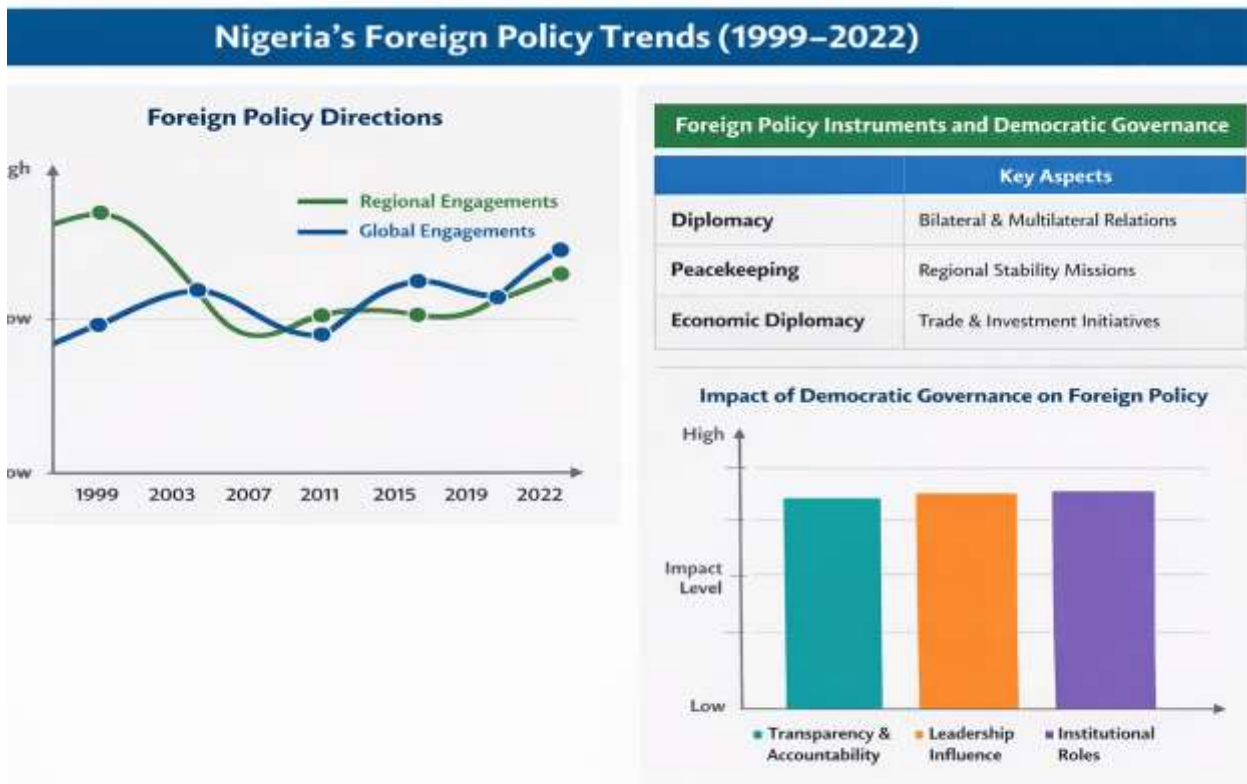 Nigeria's Foreign Policy Trends (1999–2022)
Foreign Policy Directions
gh
Regional Engagements
Global Engagements
ow
ow
1999 2003 2007 2011 2015 2019 2022
Foreign Policy Instruments and Democratic Governance
Key Aspects
Diplomacy Bilateral & Multilateral Relations
Peacekeeping Regional Stability Missions
Economic Diplomacy Trade & Investment Initiatives
Impact of Democratic Governance on Foreign Policy
High
Impact
Level
Low
Transparency & Leadership Institutional
Accountability Influence Roles